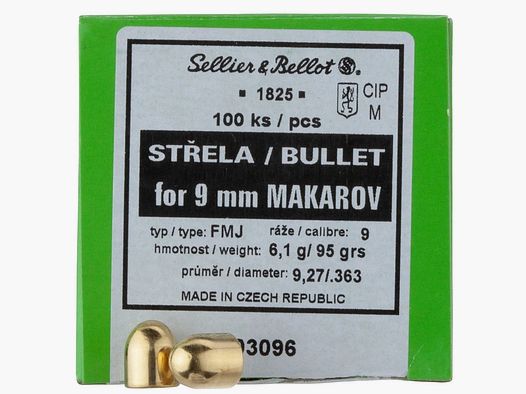 Sellier & Bellot SB
1825
CIP
M
100 ks / pcs
STŘELA / BULLET
for 9 mm MAKAROV
typ / type: FMJ ráže / calibre: 9
hmotnost / weight: 6,1 g/ 95 grs
průměr / diameter: 9,27/.363
MADE IN CZECH REPUBLIC
03096